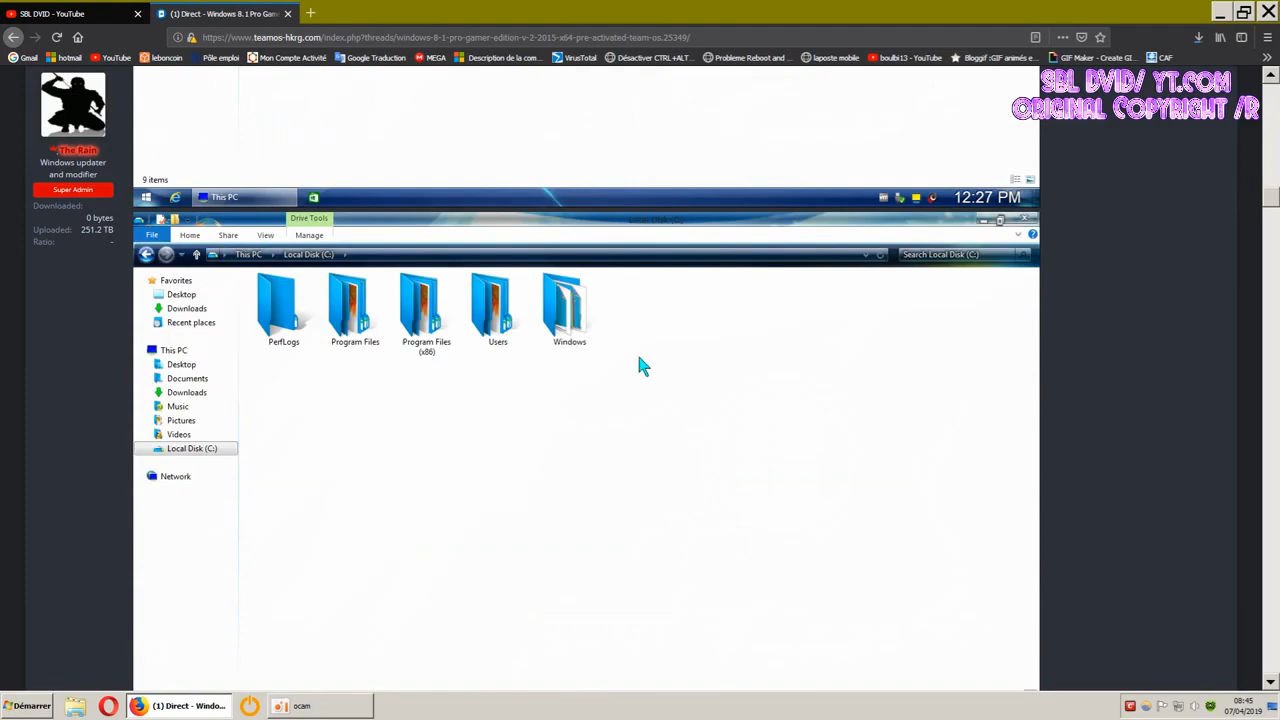 SBL DVID - YouTube
(1) Direct - Windows 8.1 Pro Game
https://www.teamos-hkrg.com/index.php?threads/windows-8-1-pro-gamer-edition-v-2-2015-x64-pre-activated-team-os.25349/
Gmail
hotmail
YouTube
leboncoin
Pôle emploi
Mon Compte Activité
Google Traduction
MEGA
Description de la com...
VirusTotal
Désactiver CTRL+ALT...
Probleme Reboot and ...
laposte mobile
boulbi13 - YouTube
Bloggif :GIF animés e...
GIF Maker - Create GI...
CAF
SBL DVID/ YT.COM
ORIGINAL COPYRIGHT /R
The Rain
Windows updater
and modifier
Super Admin
Downloaded:
0 bytes
Uploaded: 251.2 TB
Ratio: -
9 items
This PC
12:27 PM
Drive Tools
Local Disk (C:)
File
Home
Share
View
Manage
This PC
Local Disk (C:)
Search Local Disk (C:)
Favorites
Desktop
Downloads
Recent places
This PC
Desktop
Documents
Downloads
Music
Pictures
Videos
Local Disk (C:)
Network
PerfLogs
Program Files
Program Files
(x86)
Users
Windows
Démarrer
(1) Direct - Windo...
ocam
08:45
07/04/2019